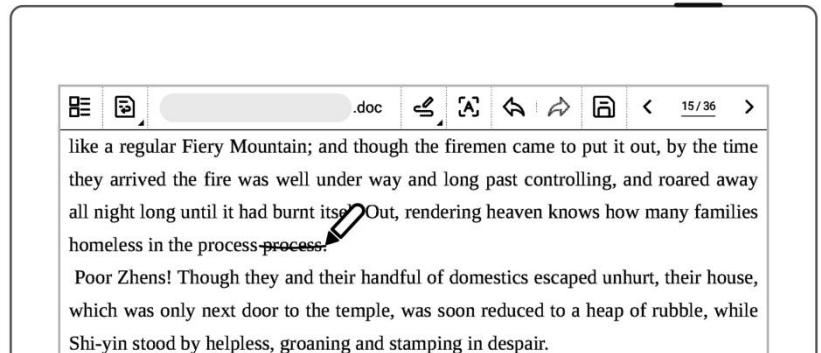 .doc 15/36
like a regular Fiery Mountain; and though the firemen came to put it out, by the time
they arrived the fire was well under way and long past controlling, and roared away
all night long until it had burnt Out, rendering heaven knows how many families
homeless in the process process.
Poor Zhens! Though they and their handful of domestics escaped unhurt, their house,
which was only next door to the temple, was soon reduced to a heap of rubble, while
Shi-yin stood by helpless, groaning and stamping in despair.